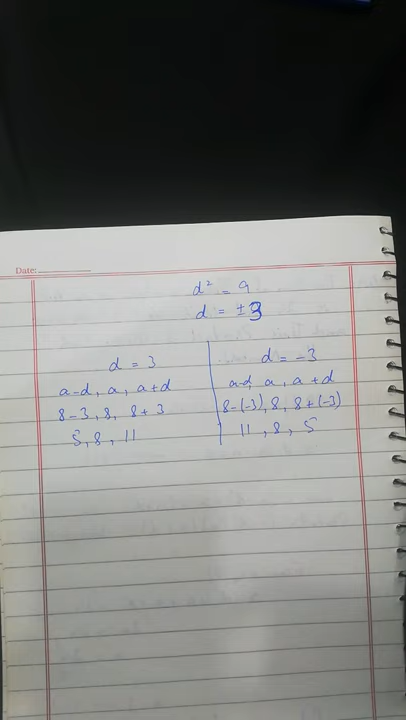 Date:
d² = 9
d = ±3
d = 3
a-d, a, a+d
8-3, 8, 8+3
5, 8, 11
d = -3
a-d, a, a+d
8-(-3), 8, 8+(-3)
11, 8, 5